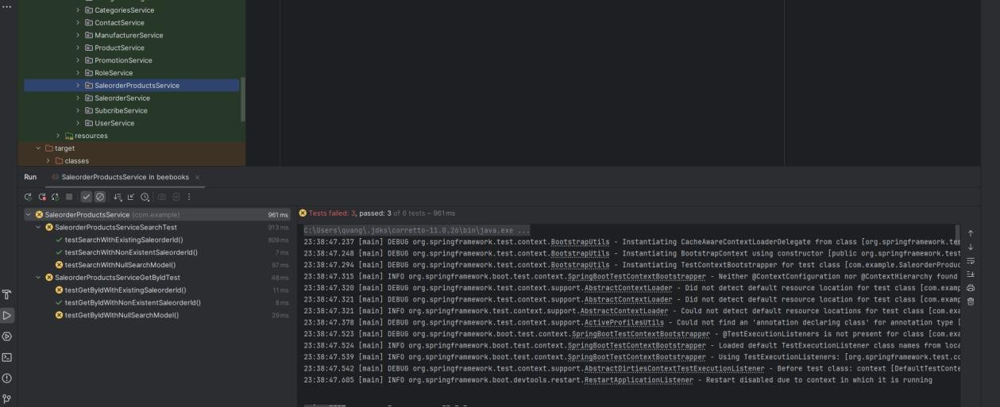 CategoriesService
ContactService
ManufacturerService
ProductService
PromotionService
RoleService
SaleorderProductsService
SaleorderService
SubcribeService
UserService
resources
target
classes
Run SaleorderProductsService in beebooks
SaleorderProductsService (com.example) 961 ms
SaleorderProductsServiceSearchTest 913 ms
testSearchWithExistingSaleorderId() 809 ms
testSearchWithNonExistentSaleorderId() 7 ms
testSearchWithNullSearchModel() 97 ms
SaleorderProductsServiceGetByIdTest 48 ms
testGetByIdWithExistingSaleorderId() 11 ms
testGetByIdWithNonExistentSaleorderId() 8 ms
testGetByIdWithNullSearchModel() 29 ms
Tests failed: 3, passed: 3 of 6 tests – 961 ms
C:\Users\quang\.jdks\corretto-11.0.26\bin\java.exe ...
23:38:47.237 [main] DEBUG org.springframework.test.context.BootstrapUtils - Instantiating CacheAwareContextLoaderDelegate from class [org.springframework.tes
23:38:47.248 [main] DEBUG org.springframework.test.context.BootstrapUtils - Instantiating BootstrapContext using constructor [public org.springframework.test
23:38:47.294 [main] DEBUG org.springframework.test.context.BootstrapUtils - Instantiating TestContextBootstrapper for test class [com.example.SaleorderProduc
23:38:47.315 [main] INFO org.springframework.boot.test.context.SpringBootTestContextBootstrapper - Neither @ContextConfiguration nor @ContextHierarchy found
23:38:47.320 [main] DEBUG org.springframework.test.context.support.AbstractContextLoader - Did not detect default resource location for test class [com.examp
23:38:47.321 [main] DEBUG org.springframework.test.context.support.AbstractContextLoader - Did not detect default resource location for test class [com.examp
23:38:47.321 [main] INFO org.springframework.test.context.support.AbstractContextLoader - Could not detect default resource locations for test class [com.exa
23:38:47.378 [main] DEBUG org.springframework.test.context.support.ActiveProfilesUtils - Could not find an 'annotation declaring class' for annotation type [
23:38:47.523 [main] DEBUG org.springframework.boot.test.context.SpringBootTestContextBootstrapper - @TestExecutionListeners is not present for class [com.exa
23:38:47.524 [main] INFO org.springframework.boot.test.context.SpringBootTestContextBootstrapper - Loaded default TestExecutionListener class names from loca
23:38:47.539 [main] INFO org.springframework.boot.test.context.SpringBootTestContextBootstrapper - Using TestExecutionListeners: [org.springframework.test.co
23:38:47.542 [main] DEBUG org.springframework.test.context.support.AbstractDirtiesContextTestExecutionListener - Before test class: context [DefaultTestConte
23:38:47.605 [main] INFO org.springframework.boot.devtools.restart.RestartApplicationListener - Restart disabled due to context in which it is running